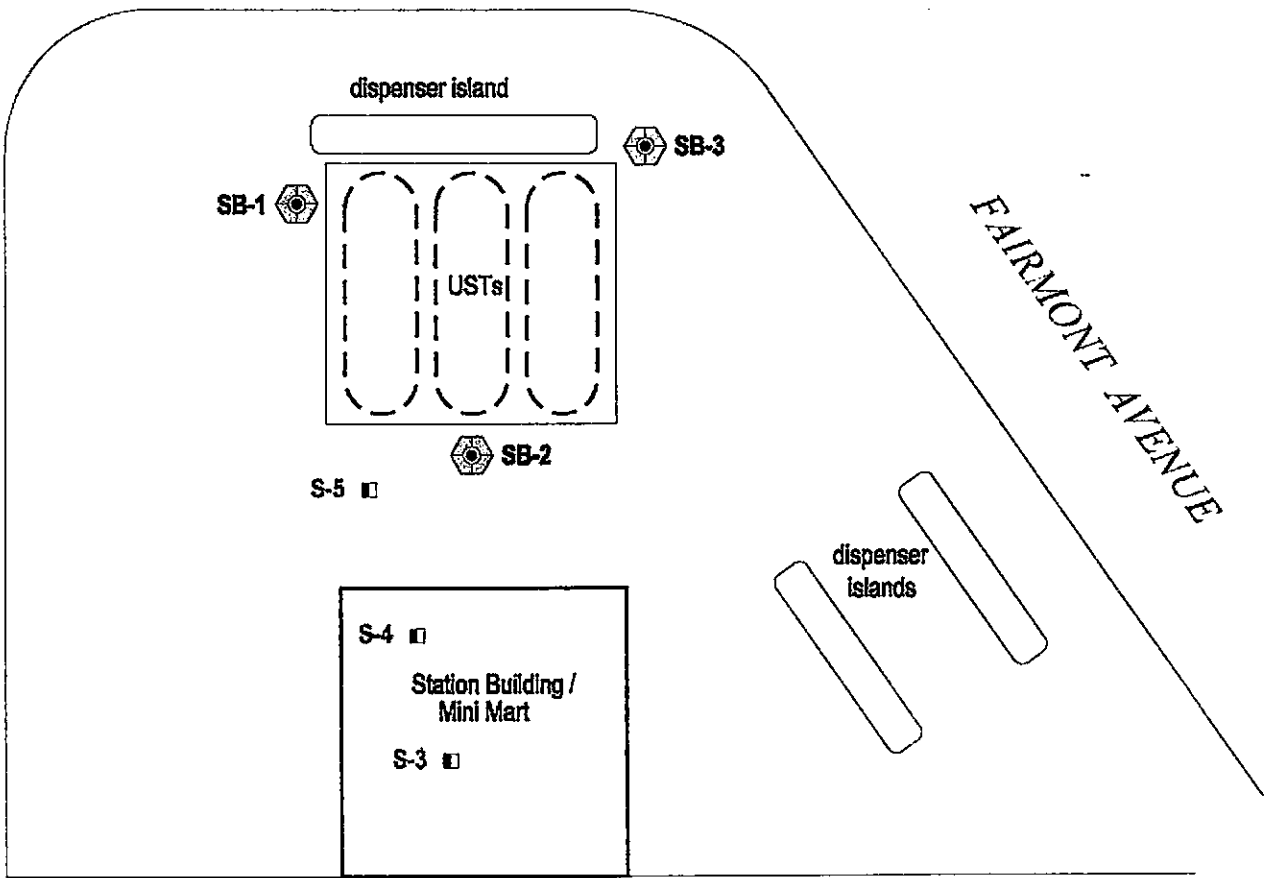 dispenser island
SB-3
SB-1
FAIRMONT AVENUE
USTs
SB-2
S-5
dispenser
islands
S-4
Station Building /
Mini Mart
S-3